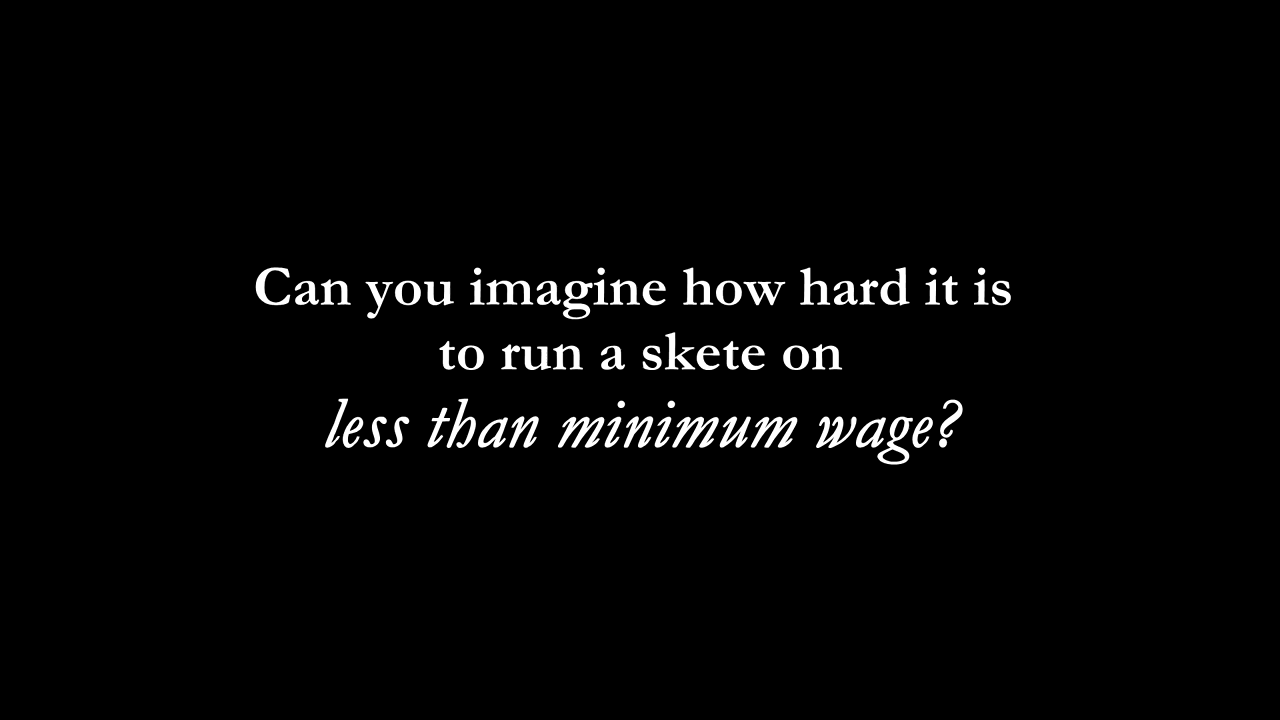 Can you imagine how hard it is
to run a skete on
less than minimum wage?